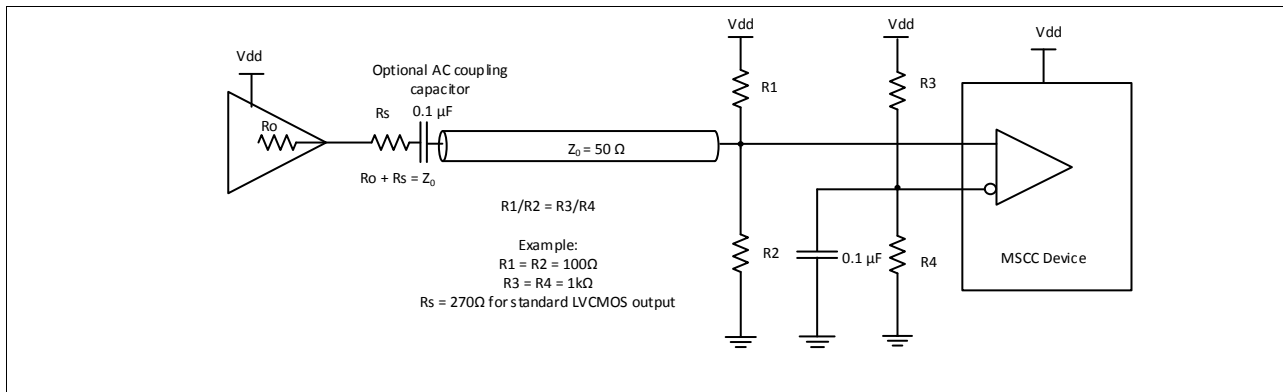 Vdd
Ro
Optional AC coupling
capacitor
Rs
0.1 µF
Ro + Rs = Z0
Z0 = 50 Ω
R1/R2 = R3/R4
Example:
R1 = R2 = 100Ω
R3 = R4 = 1kΩ
Rs = 270Ω for standard LVCMOS output
Vdd
R1
R2
0.1 µF
Vdd
R3
R4
Vdd
MSCC Device